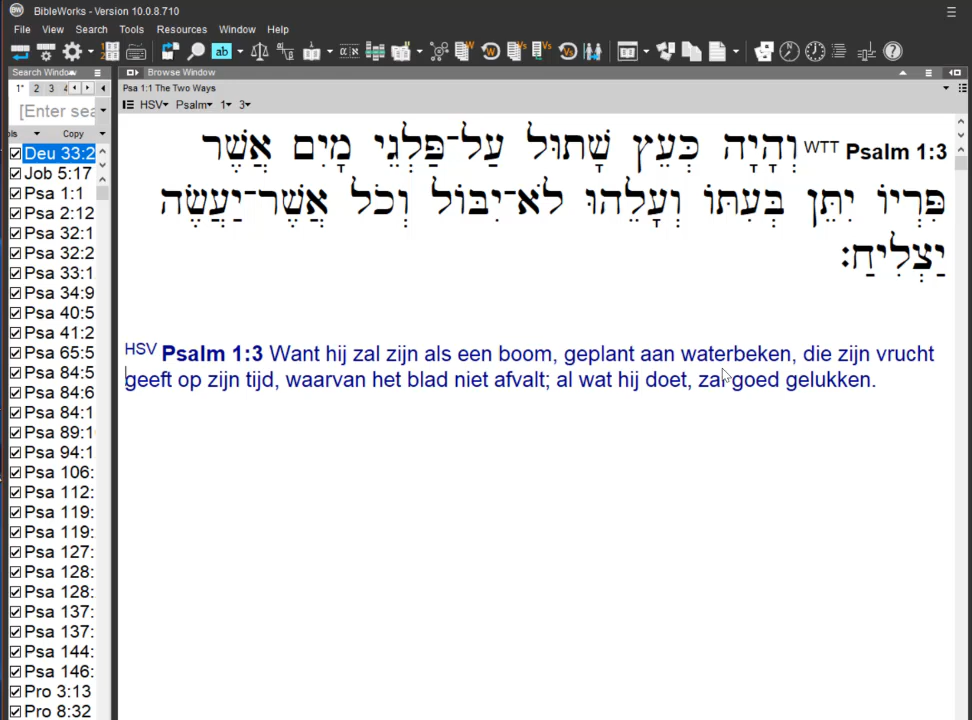 BibleWorks - Version 10.0.8.710
File View Search Tools Resources Window Help
Search Window
Browse Window
1* 2 3 4
Psa 1:1 The Two Ways
[Enter sea
HSV Psalm 1 3
ols Copy
Deu 33:2
Job 5:17
Psa 1:1
Psa 2:12
Psa 32:1
Psa 32:2
Psa 33:1
Psa 34:9
Psa 40:5
Psa 41:2
Psa 65:5
Psa 84:5
Psa 84:6
Psa 84:1
Psa 89:1
Psa 94:1
Psa 106:
Psa 112:
Psa 119:
Psa 119:
Psa 127:
Psa 128:
Psa 128:
Psa 137:
Psa 137:
Psa 144:
Psa 146:
Pro 3:13
Pro 8:32
WTT Psalm 1:3 וְהָיָה כְּעֵץ שָׁתוּל עַל־פַּלְגֵי מָיִם אֲשֶׁר
פִּרְיוֹ יִתֵּן בְּעִתּוֹ וְעָלֵהוּ לֹא־יִבּוֹל וְכֹל אֲשֶׁר־יַעֲשֶׂה
יַצְלִיחַ׃
HSV Psalm 1:3 Want hij zal zijn als een boom, geplant aan waterbeken, die zijn vrucht
geeft op zijn tijd, waarvan het blad niet afvalt; al wat hij doet, zal goed gelukken.